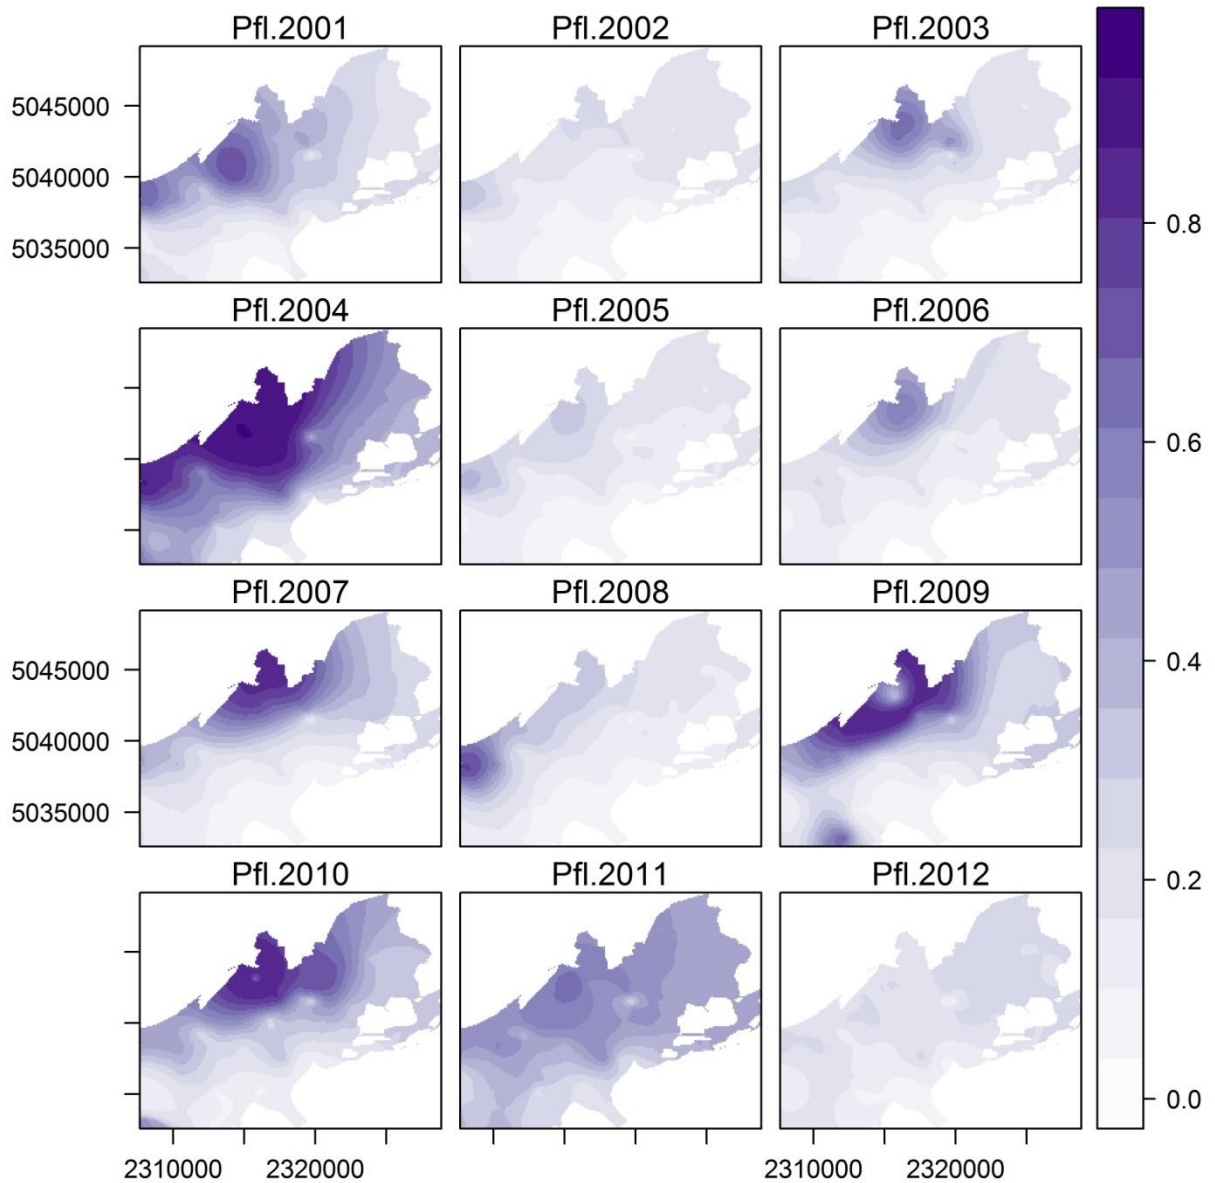 Pfl.2001 Pfl.2002 Pfl.2003
5045000
5040000
5035000
0.8
Pfl.2004 Pfl.2005 Pfl.2006
0.6
Pfl.2007 Pfl.2008 Pfl.2009
5045000
5040000
5035000
0.4
Pfl.2010 Pfl.2011 Pfl.2012
0.2
0.0
2310000 2320000 2310000 2320000